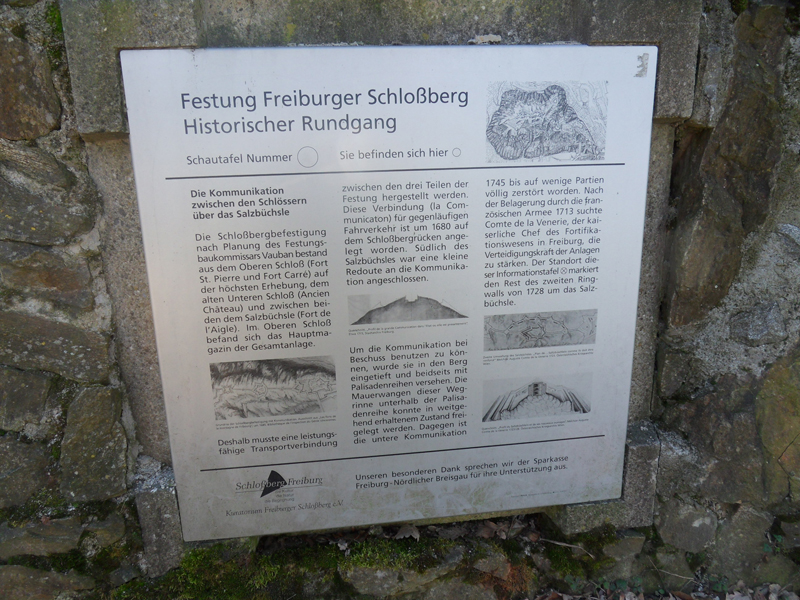 Festung Freiburger Schloßberg
Historischer Rundgang
Schautafel Nummer
Sie befinden sich hier
Die Kommunikation
zwischen den Schlössern
über das Salzbüchsle
Die Schloßbergbefestigung
nach Planung des Festungs-
baukommissars Vauban bestand
aus dem Oberen Schloß (Fort
St. Pierre und Fort Carré) auf
der höchsten Erhebung, dem
alten Unteren Schloß (Ancien
Château) und zwischen bei-
den dem Salzbüchsle (Fort de
l'Aigle). Im Oberen Schloß
befand sich das Hauptma-
gazin der Gesamtanlage.
Deshalb musste eine leistungs-
fähige Transportverbindung
zwischen den drei Teilen der
Festung hergestellt werden.
Diese Verbindung (la Com-
municaton) für gegenläufigen
Fahrverkehr ist um 1680 auf
dem Schloßbergrücken ange-
legt worden. Südlich des
Salzbüchsles war eine kleine
Redoute an die Kommunika-
tion angeschlossen.
Um die Kommunikation bei
Beschuss benutzen zu kön-
nen, wurde sie in den Berg
eingetieft und beidseits mit
Palisadenreihen versehen. Die
Mauerwangen dieser Weg-
rinne unterhalb der Palisa-
denreihe konnte in weitge-
hend erhaltenem Zustand frei-
gelegt werden. Dagegen ist
die untere Kommunikation
1745 bis auf wenige Partien
völlig zerstört worden. Nach
der Belagerung durch die fran-
zösischen Armee 1713 suchte
Comte de la Venerie, der kai-
serliche Chef des Fortifika-
tionswesens in Freiburg, die
Verteidigungskraft der Anlagen
zu stärken. Der Standort die-
ser Informationstafel ⊗ markiert
den Rest des zweiten Ring-
walls von 1728 um das Salz-
büchsle.
Schloßberg Freiburg
Kuratorium Freiburger Schloßberg e.V.
Unseren besonderen Dank sprechen wir der Sparkasse
Freiburg - Nördlicher Breisgau für ihre Unterstützung aus.